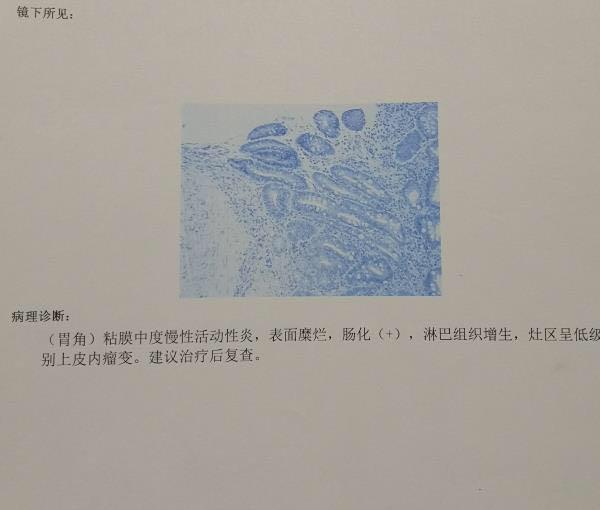 镜下所见：
病理诊断：
（胃角）粘膜中度慢性活动性炎，表面糜烂，肠化（+），淋巴组织增生，灶区呈低级
别上皮内瘤变。建议治疗后复查。